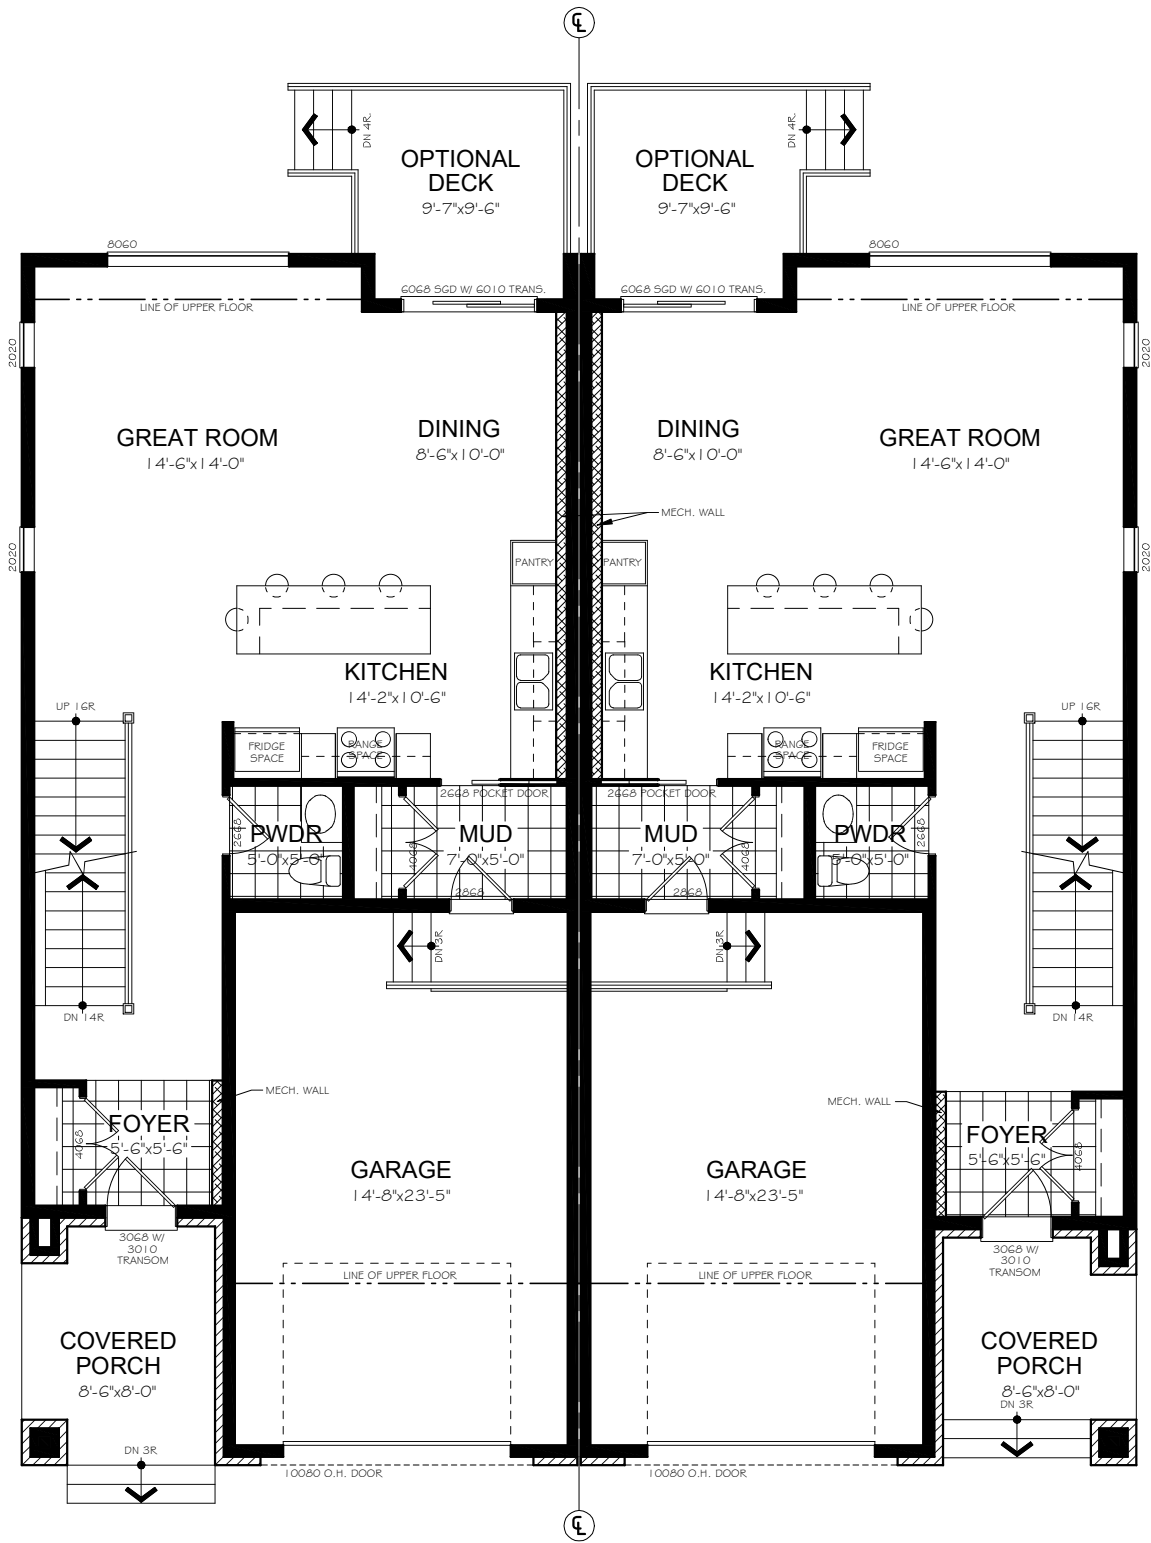 ℄
DN 4R.
DN 4R.
OPTIONAL
DECK
9'-7"x9'-6"
OPTIONAL
DECK
9'-7"x9'-6"
8060
8060
6068 SGD W/ 6010 TRANS.
6068 SGD W/ 6010 TRANS.
LINE OF UPPER FLOOR
LINE OF UPPER FLOOR
2020
2020
GREAT ROOM
14'-6"x14'-0"
DINING
8'-6"x10'-0"
DINING
8'-6"x10'-0"
GREAT ROOM
14'-6"x14'-0"
MECH. WALL
2020
2020
PANTRY
PANTRY
KITCHEN
14'-2"x10'-6"
KITCHEN
14'-2"x10'-6"
UP 16R
UP 16R
FRIDGE
SPACE
RANGE
SPACE
RANGE
SPACE
FRIDGE
SPACE
2668 POCKET DOOR
2668 POCKET DOOR
2668
PWDR
5'-0"x5'-0"
4068
MUD
7'-0"x5'-0"
MUD
7'-0"x5'-0"
4068
PWDR
5'-0"x5'-0"
2668
2868
2868
DN 3R
DN 3R
DN 14R
DN 14R
MECH. WALL
MECH. WALL
FOYER
5'-6"x5'-6"
4068
FOYER
5'-6"x5'-6"
4068
GARAGE
14'-8"x23'-5"
GARAGE
14'-8"x23'-5"
3068 W/
3010
TRANSOM
3068 W/
3010
TRANSOM
LINE OF UPPER FLOOR
LINE OF UPPER FLOOR
COVERED
PORCH
8'-6"x8'-0"
COVERED
PORCH
8'-6"x8'-0"
DN 3R
DN 3R
10080 O.H. DOOR
10080 O.H. DOOR
℄